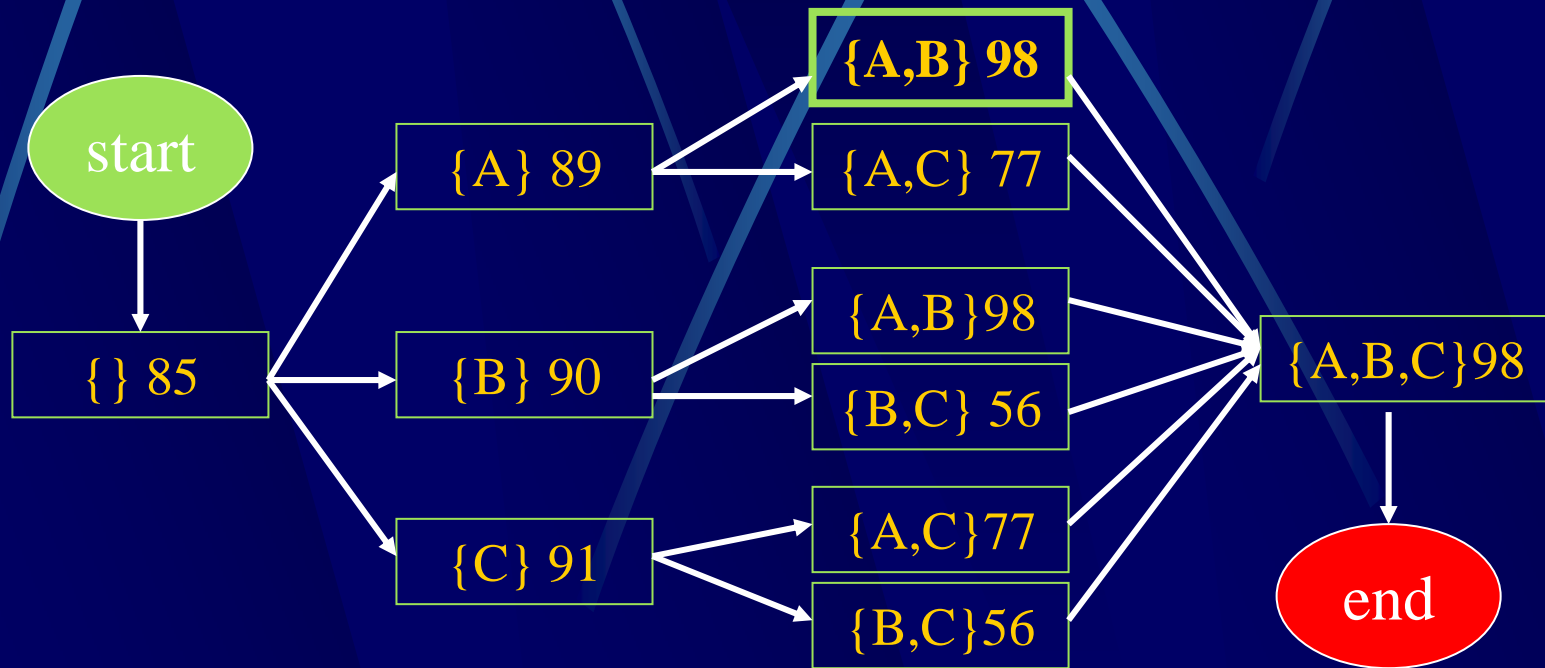 start
{} 85
{A} 89
{B} 90
{C} 91
{A,B} 98
{A,C} 77
{A,B}98
{B,C} 56
{A,C}77
{B,C}56
{A,B,C}98
end